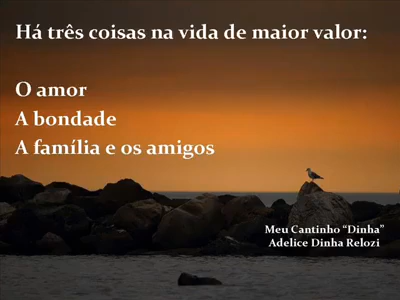 Há três coisas na vida de maior valor:
O amor
A bondade
A família e os amigos
Meu Cantinho “Dinha”
Adelice Dinha Relozi